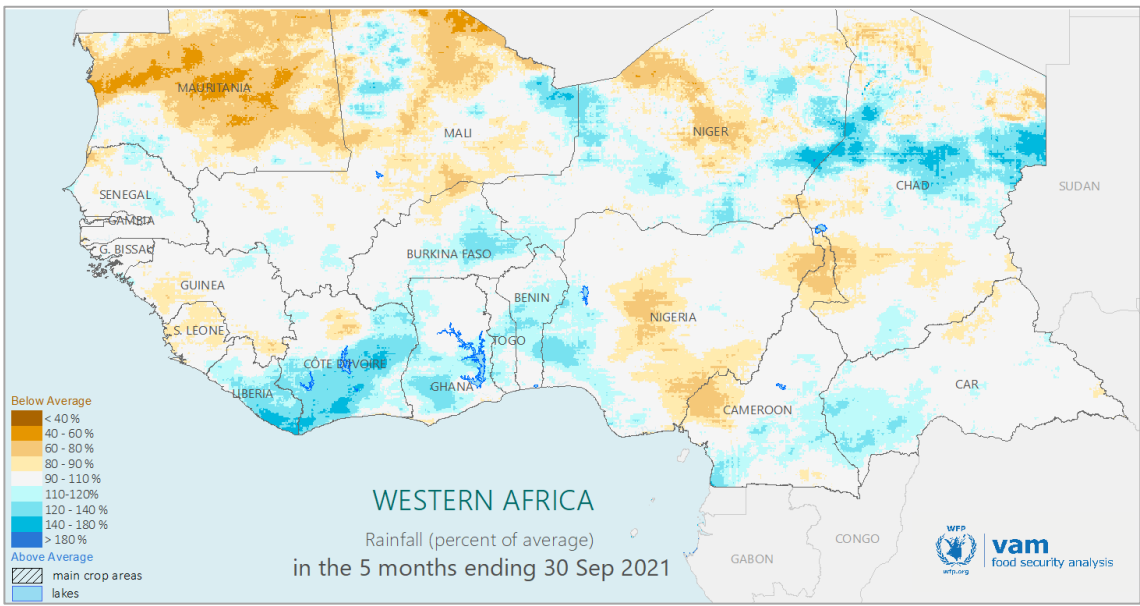 MAURITANIA
MALI
NIGER
CHAD
SUDAN
SENEGAL
GAMBIA
G. BISSAU
BURKINA FASO
GUINEA
BENIN
S. LEONE
NIGERIA
TOGO
CÔTE D'IVOIRE
LIBERIA
GHANA
CAMEROON
CAR
GABON
CONGO
Below Average
< 40 %
40 - 60 %
60 - 80 %
80 - 90 %
90 - 110 %
110-120%
120 - 140 %
140 - 180 %
> 180 %
Above Average
main crop areas
lakes
WESTERN AFRICA
Rainfall (percent of average)
in the 5 months ending 30 Sep 2021
WFP
wfp.org
vam
food security analysis